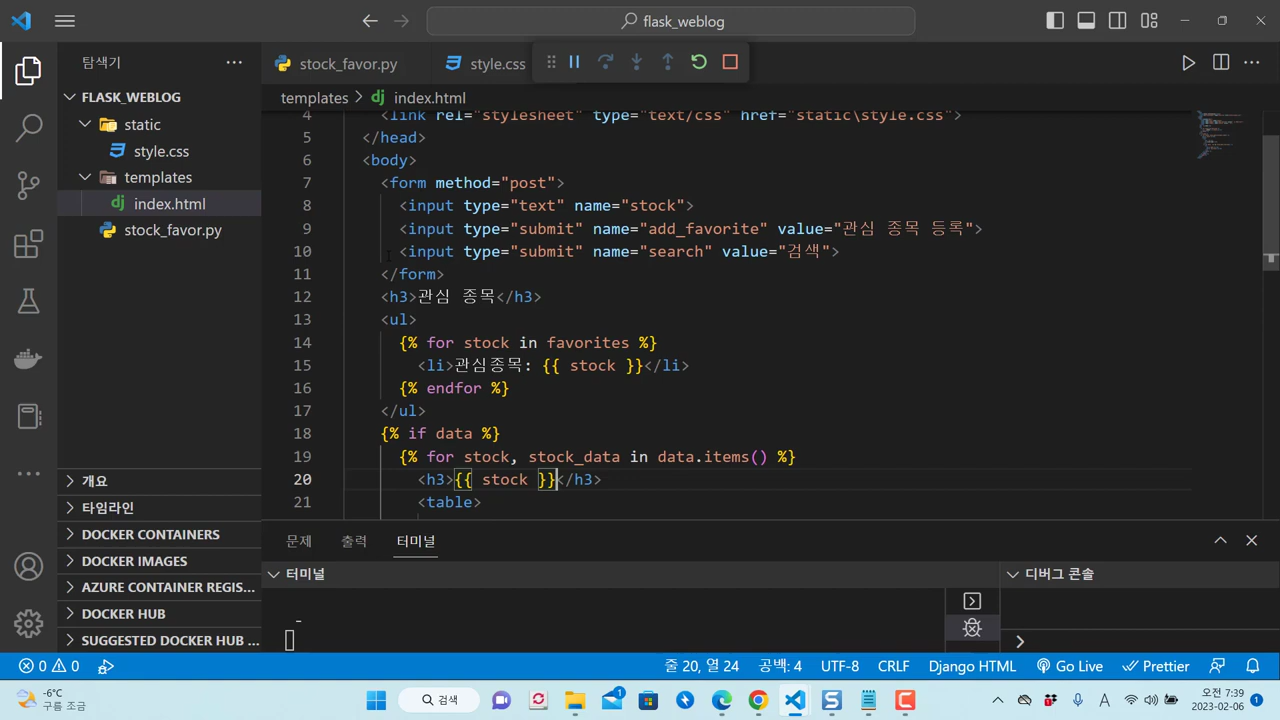 flask_weblog
탐색기
FLASK_WEBLOG
static
style.css
templates
index.html
stock_favor.py
개요
타임라인
DOCKER CONTAINERS
DOCKER IMAGES
AZURE CONTAINER REGIS...
DOCKER HUB
SUGGESTED DOCKER HUB ...
stock_favor.py
style.css
templates > index.html
4 <link rel="stylesheet" type="text/css" href="static\style.css">
5 </head>
6 <body>
7 <form method="post">
8 <input type="text" name="stock">
9 <input type="submit" name="add_favorite" value="관심 종목 등록">
10 <input type="submit" name="search" value="검색">
11 </form>
12 <h3>관심 종목</h3>
13 <ul>
14 {% for stock in favorites %}
15 <li>관심종목: {{ stock }}</li>
16 {% endfor %}
17 </ul>
18 {% if data %}
19 {% for stock, stock_data in data.items() %}
20 <h3>{{ stock }}</h3>
21 <table>
문제 출력 터미널
터미널
디버그 콘솔
0 0
줄 20, 열 24 공백: 4 UTF-8 CRLF Django HTML Go Live Prettier
-6°C
구름 조금
검색
1
A
오전 7:39
2023-02-06
1